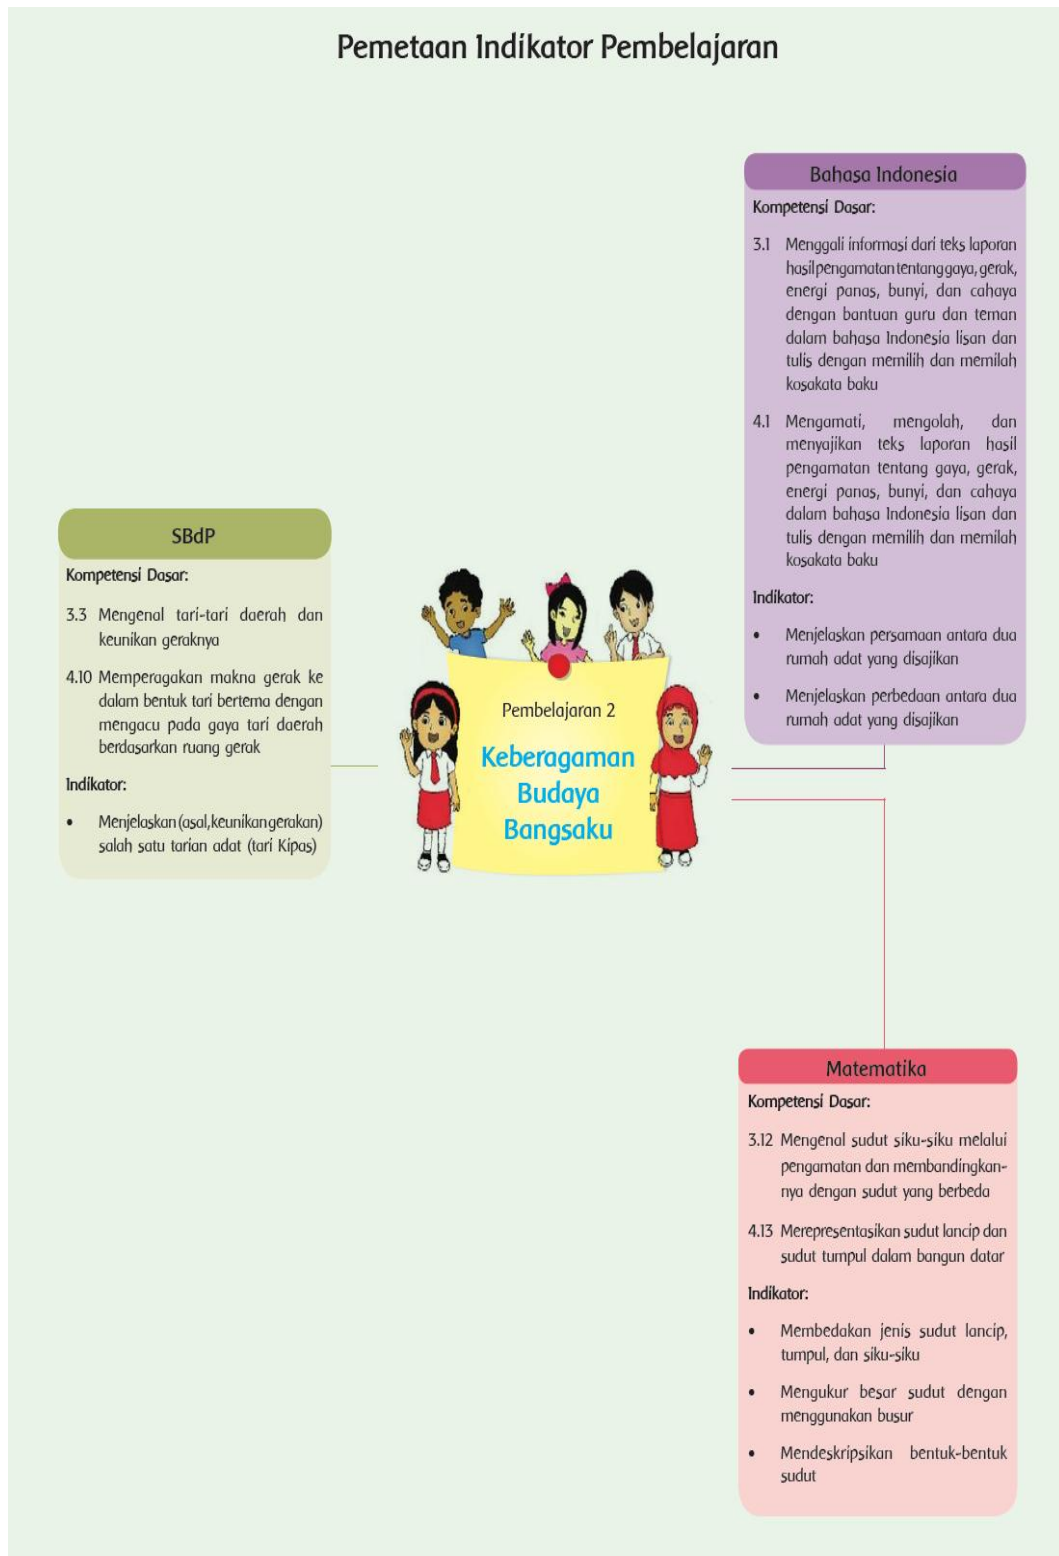 Pemetaan Indikator Pembelajaran
Bahasa Indonesia
Kompetensi Dasar:
3.1 Menggali informasi dari teks laporan
hasil pengamatan tentang gaya, gerak,
energi panas, bunyi, dan cahaya
dengan bantuan guru dan teman
dalam bahasa Indonesia lisan dan
tulis dengan memilih dan memilah
kosakata baku
4.1 Mengamati, mengolah, dan
menyajikan teks laporan hasil
pengamatan tentang gaya, gerak,
energi panas, bunyi, dan cahaya
dalam bahasa Indonesia lisan dan
tulis dengan memilih dan memilah
kosakata baku
Indikator:
• Menjelaskan persamaan antara dua
rumah adat yang disajikan
• Menjelaskan perbedaan antara dua
rumah adat yang disajikan
SBdP
Kompetensi Dasar:
3.3 Mengenal tari-tari daerah dan
keunikan geraknya
4.10 Memperagakan makna gerak ke
dalam bentuk tari bertema dengan
mengacu pada gaya tari daerah
berdasarkan ruang gerak
Indikator:
• Menjelaskan (asal, keunikan gerakan)
salah satu tarian adat (tari Kipas)
Pembelajaran 2
Keberagaman
Budaya
Bangsaku
Matematika
Kompetensi Dasar:
3.12 Mengenal sudut siku-siku melalui
pengamatan dan membandingkan-
nya dengan sudut yang berbeda
4.13 Merepresentasikan sudut lancip dan
sudut tumpul dalam bangun datar
Indikator:
• Membedakan jenis sudut lancip,
tumpul, dan siku-siku
• Mengukur besar sudut dengan
menggunakan busur
• Mendeskripsikan bentuk-bentuk
sudut